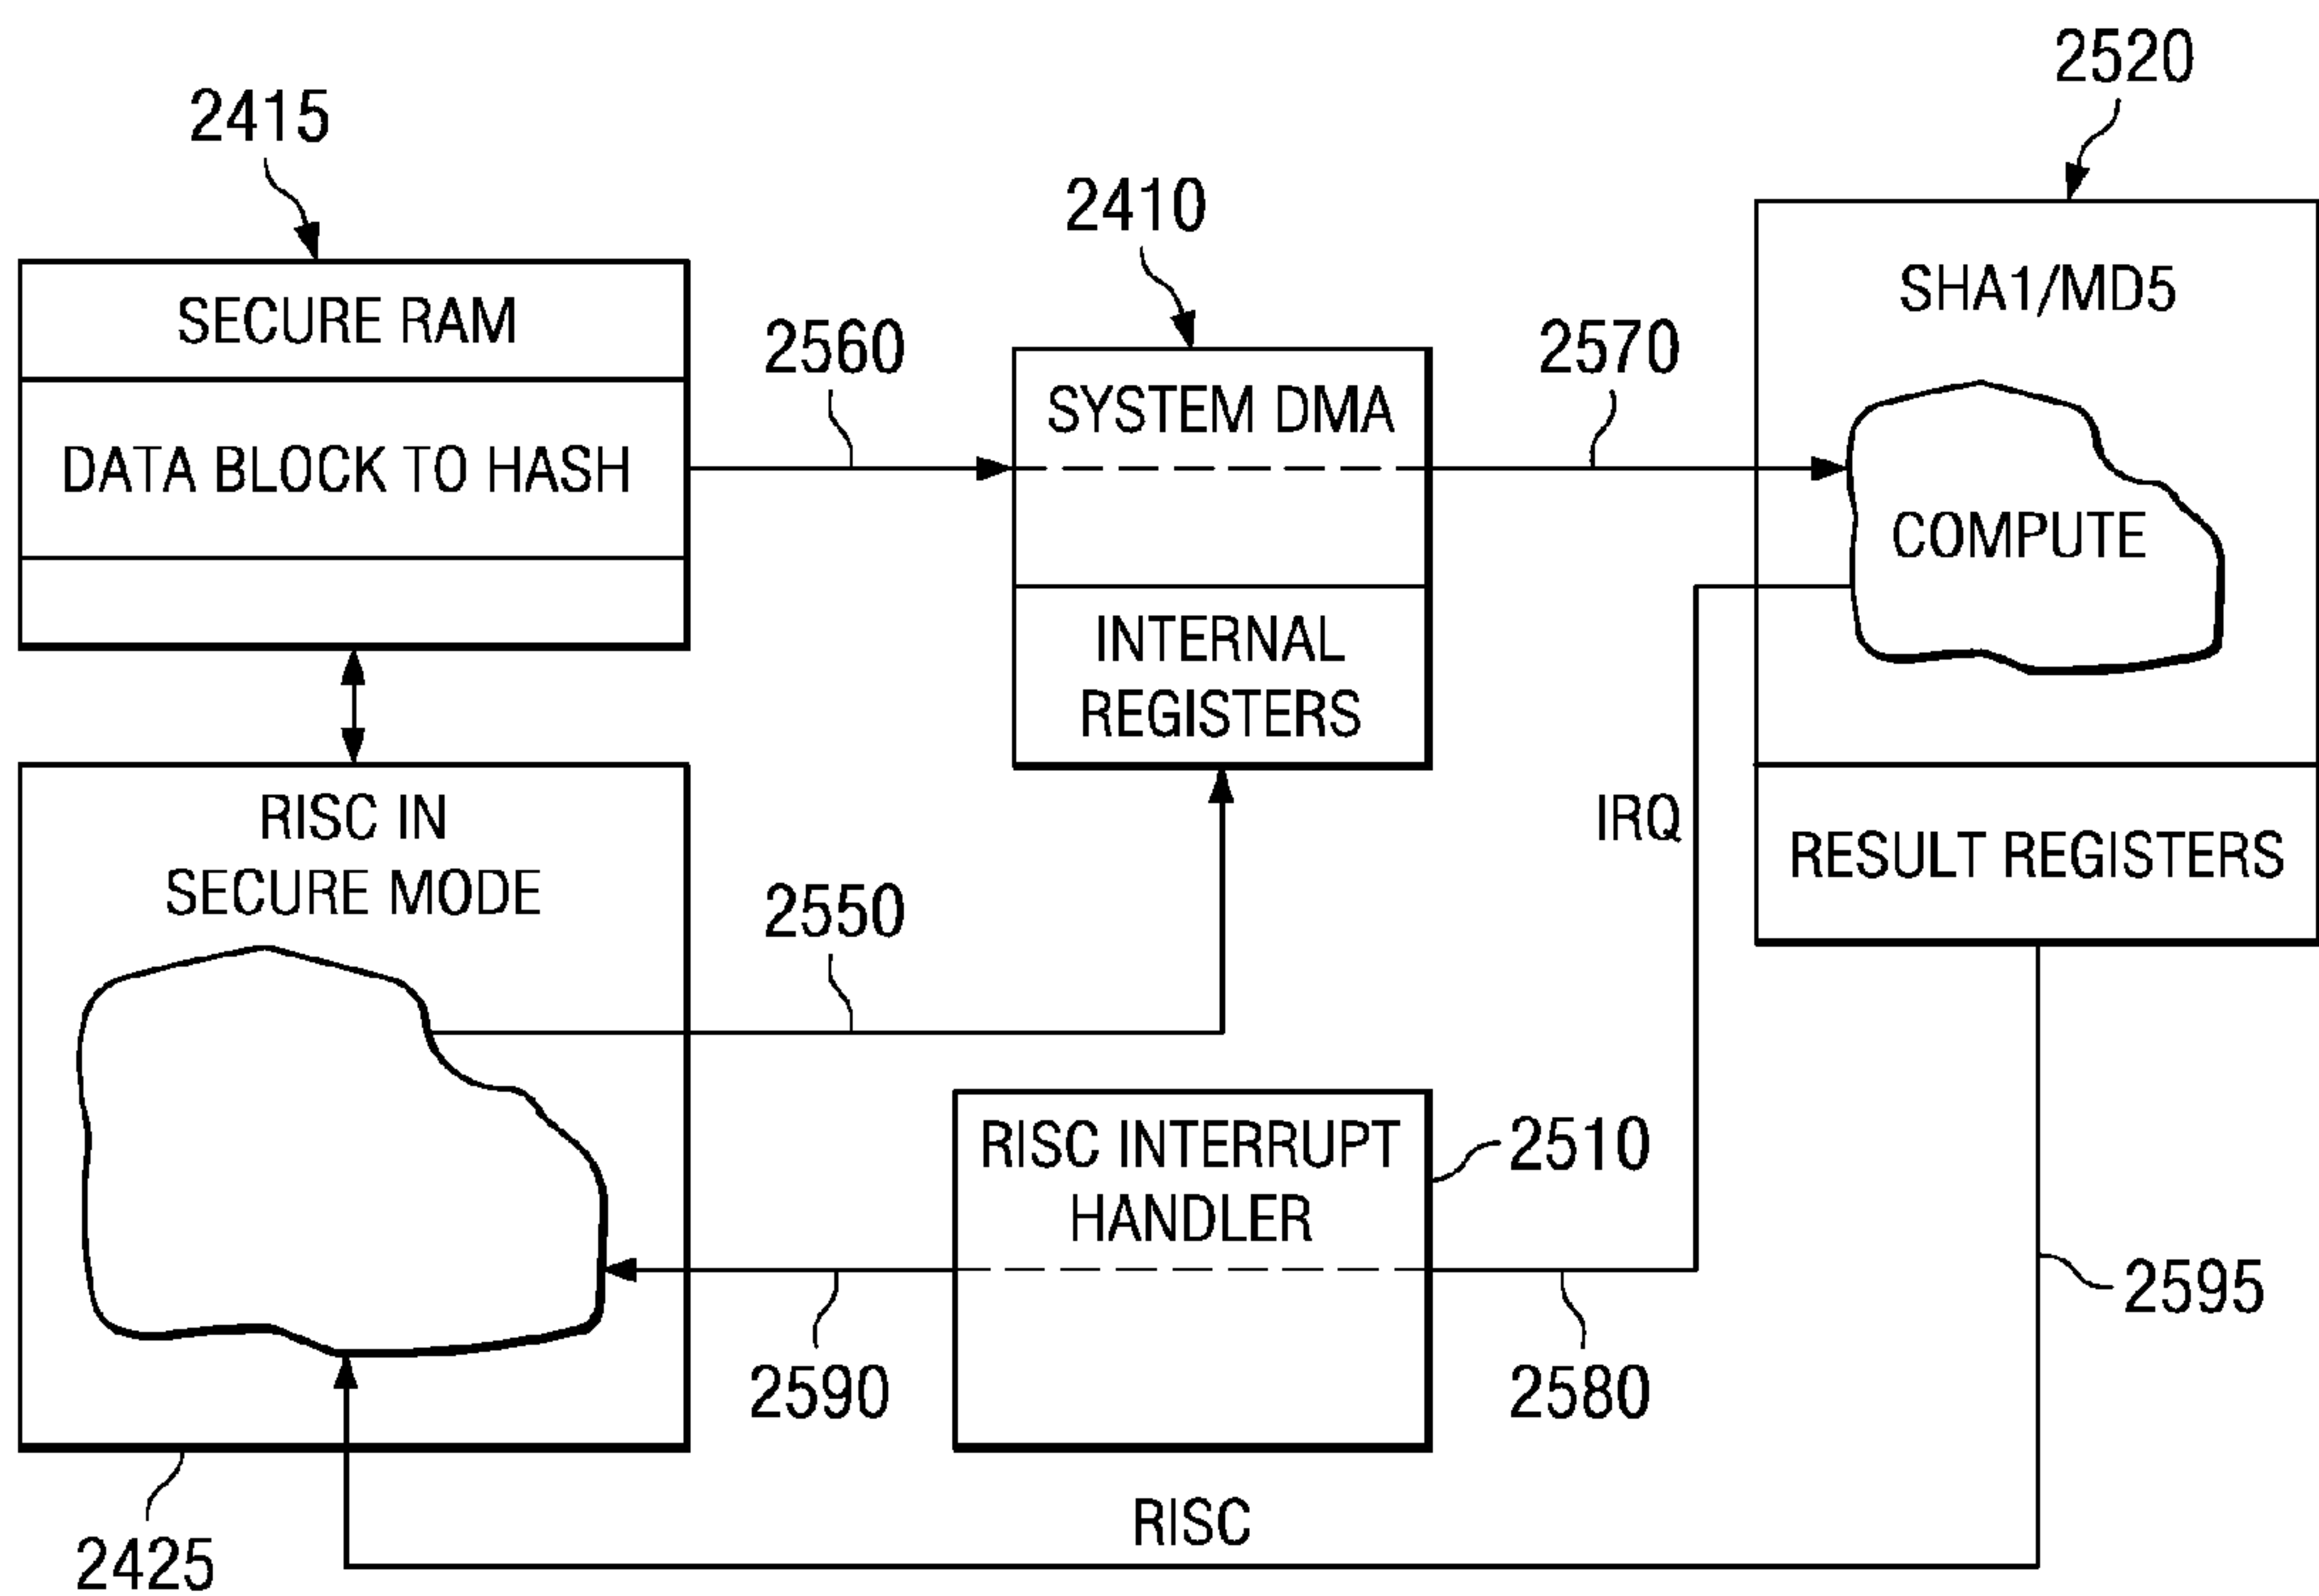 2520
2415
2410
SECURE RAM
SHA1/MD5
2560
2570
SYSTEM DMA
DATA BLOCK TO HASH
COMPUTE
INTERNAL
REGISTERS
RISC IN
SECURE MODE
IRQ
RESULT REGISTERS
2550
RISC INTERRUPT
HANDLER
2510
2595
2590
2580
RISC
2425